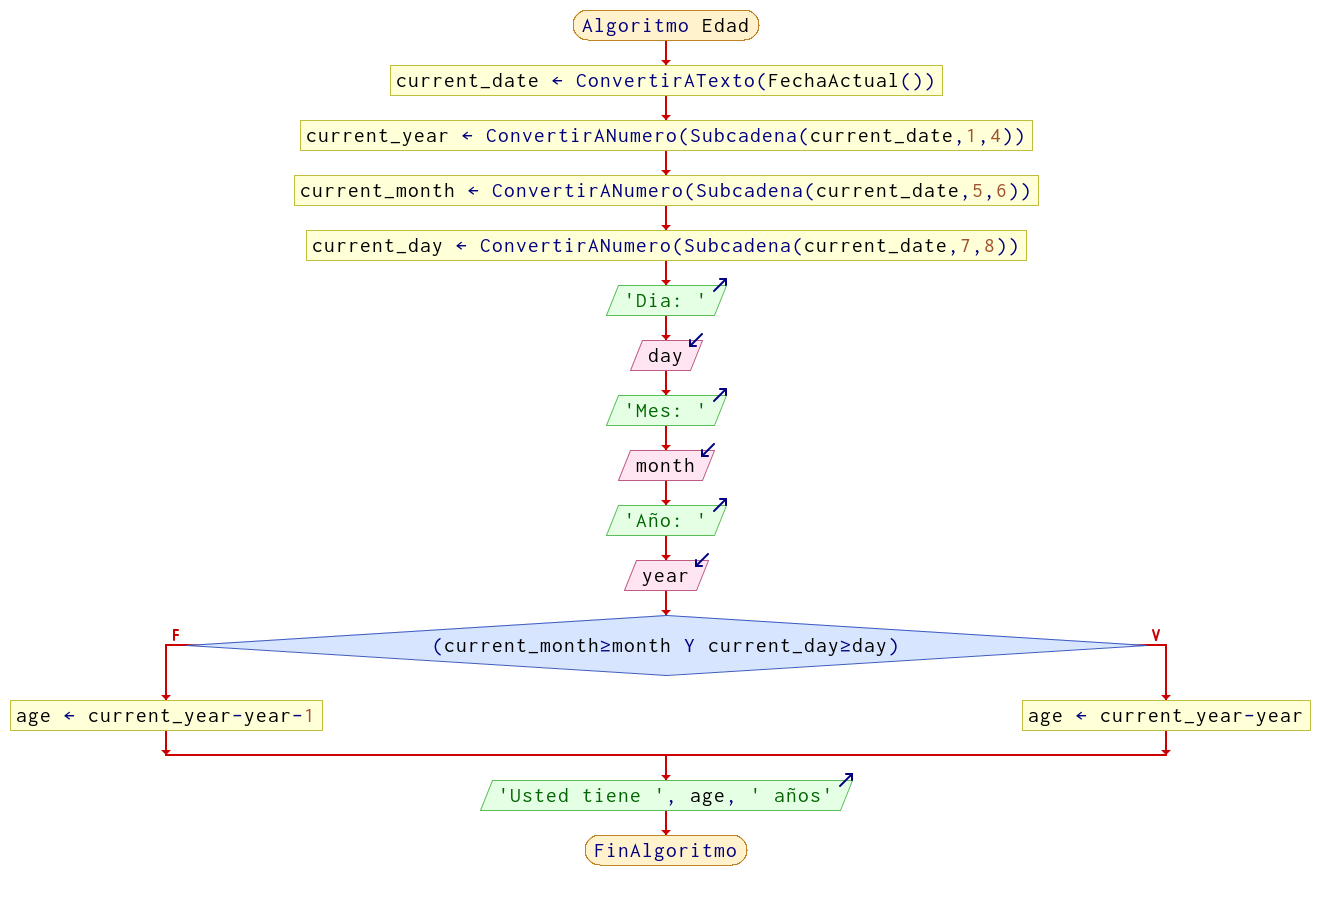 Algoritmo Edad
current_date ← ConvertirATexto(FechaActual())
current_year ← ConvertirANumero(Subcadena(current_date,1,4))
current_month ← ConvertirANumero(Subcadena(current_date,5,6))
current_day ← ConvertirANumero(Subcadena(current_date,7,8))
'Dia: '
day
'Mes: '
month
'Año: '
year
F
V
(current_month≥month Y current_day≥day)
age ← current_year-year-1
age ← current_year-year
'Usted tiene ', age, ' años'
FinAlgoritmo